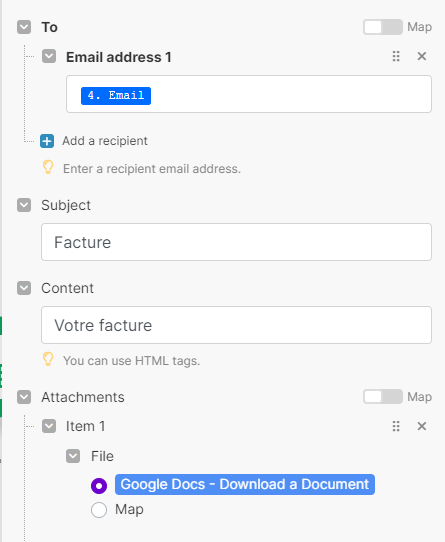 To Map
Email address 1
4. Email
Add a recipient
Enter a recipient email address.
Subject
Facture
Content
Votre facture
You can use HTML tags.
Attachments Map
Item 1
File
Google Docs - Download a Document
Map